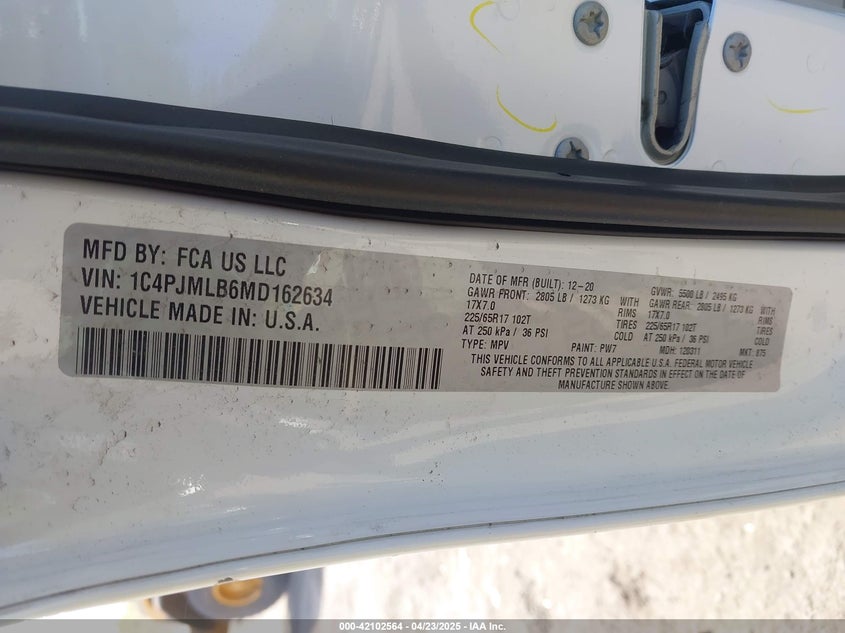 MFD BY: FCA US LLC
VIN: 1C4PJMLB6MD162634
VEHICLE MADE IN: U.S.A.
DATE OF MFR (BUILT): 12-20 GVWR: 5500 LB / 2495 KG
GAWR FRONT: 2805 LB / 1273 KG WITH GAWR REAR: 2805 LB / 1273 KG WITH
17X7.0 RIMS 17X7.0 RIMS
225/65R17 102T TIRES 225/65R17 102T TIRES
AT 250 kPa / 36 PSI COLD AT 250 kPa / 36 PSI COLD
TYPE: MPV PAINT: PW7 MDH: 120311 MKT: 875
THIS VEHICLE CONFORMS TO ALL APPLICABLE U.S.A. FEDERAL MOTOR VEHICLE
SAFETY AND THEFT PREVENTION STANDARDS IN EFFECT ON THE DATE OF
MANUFACTURE SHOWN ABOVE.
000-42102564 - 04/23/2025 - IAA Inc.